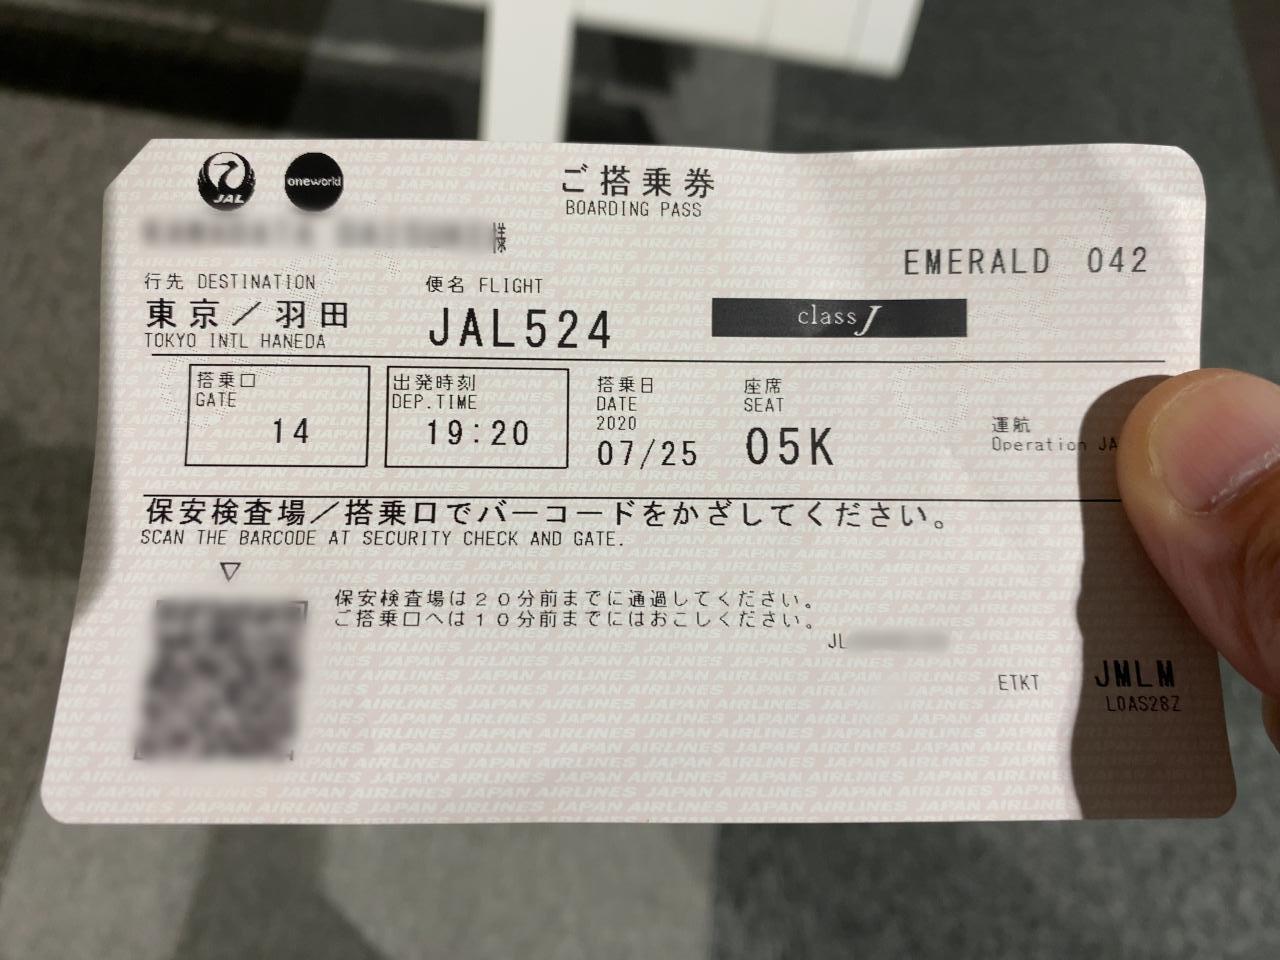 JAL
oneworld
ご搭乗券
BOARDING PASS
様
EMERALD 042
行先 DESTINATION
便名 FLIGHT
東京／羽田
TOKYO INTL HANEDA
JAL524
class J
搭乗口
GATE
14
出発時刻
DEP.TIME
19:20
搭乗日
DATE
2020
07/25
座席
SEAT
05K
運航
Operation JA
保安検査場／搭乗口でバーコードをかざしてください。
SCAN THE BARCODE AT SECURITY CHECK AND GATE.
保安検査場は２０分前までに通過してください。
ご搭乗口へは１０分前までにはおこしください。
JL
ETKT
JMLM
LOAS28Z